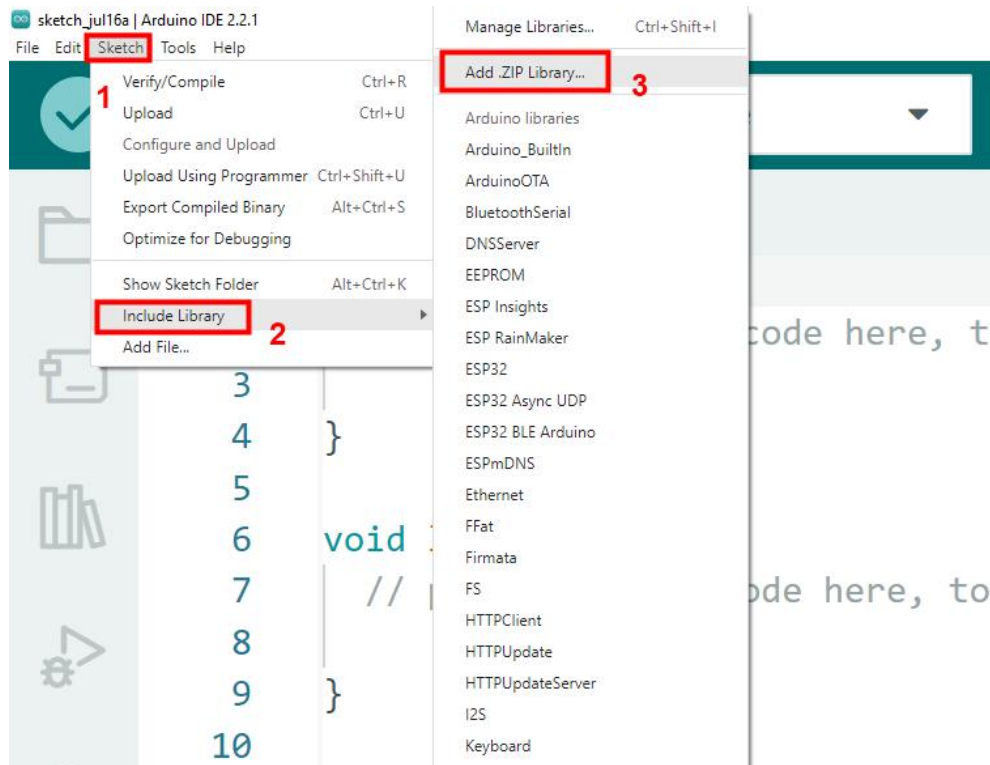 sketch_jul16a | Arduino IDE 2.2.1
File Edit Sketch Tools Help
1
Verify/Compile Ctrl+R
Upload Ctrl+U
Configure and Upload
Upload Using Programmer Ctrl+Shift+U
Export Compiled Binary Alt+Ctrl+S
Optimize for Debugging
Show Sketch Folder Alt+Ctrl+K
Include Library
2
Add File...
Manage Libraries... Ctrl+Shift+I
Add .ZIP Library...
3
Arduino libraries
Arduino_BuiltIn
ArduinoOTA
BluetoothSerial
DNSServer
EEPROM
ESP Insights
ESP RainMaker
ESP32
ESP32 Async UDP
ESP32 BLE Arduino
ESPmDNS
Ethernet
FFat
Firmata
FS
HTTPClient
HTTPUpdate
HTTPUpdateServer
I2S
Keyboard
code here, t
3
4 }
5
6 void
7 // ode here, to
8
9 }
10